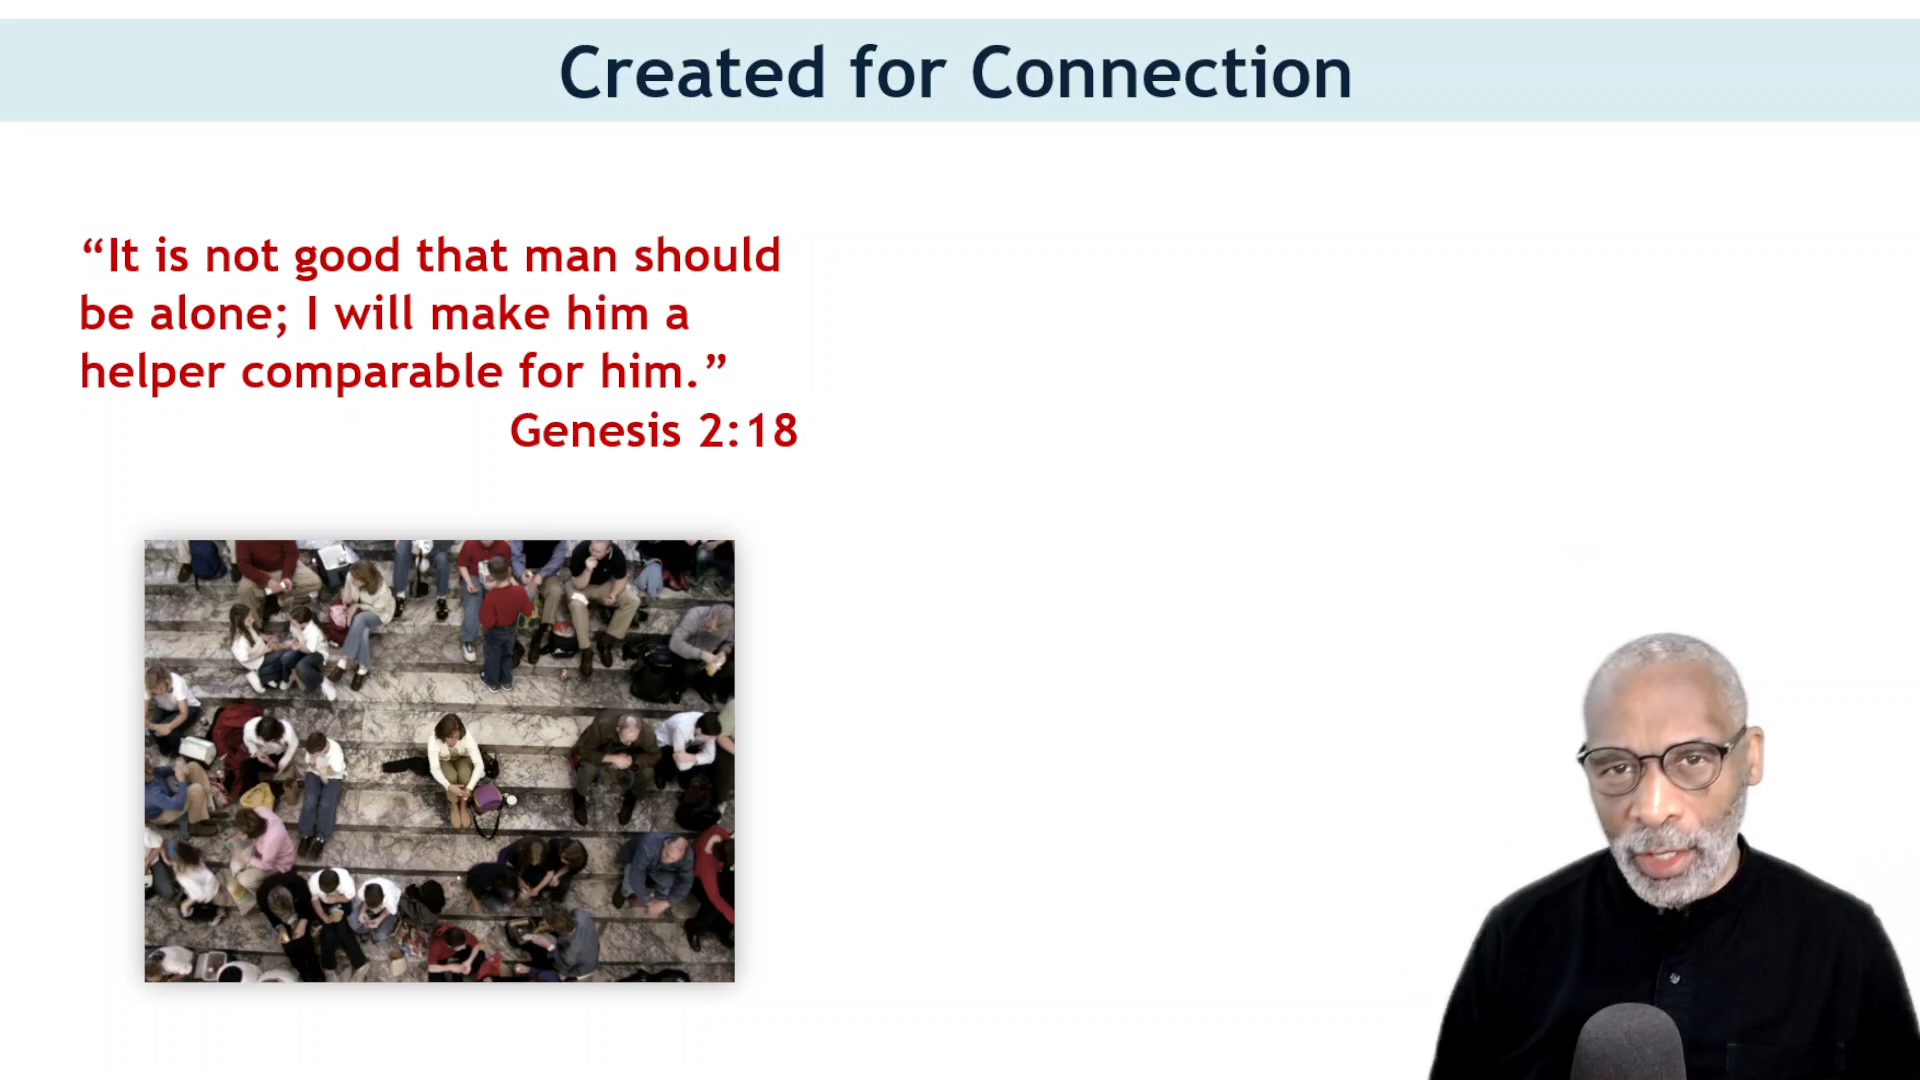 Created for Connection
“It is not good that man should
be alone; I will make him a
helper comparable for him.”
Genesis 2:18